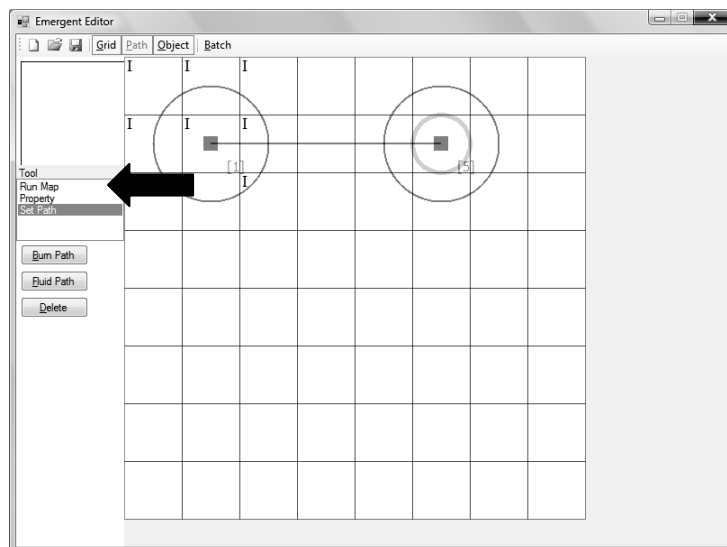 Emergent Editor
Grid Path Object Batch
I I I
I I I
[1] [5]
I
Tool
Run Map
Property
Set Path
Burn Path
Fluid Path
Delete